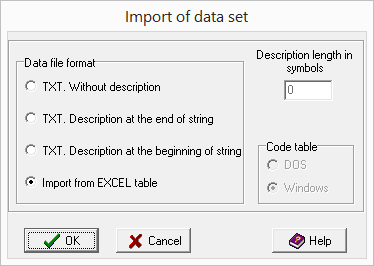 Import of data set
Data file format
TXT. Without description
TXT. Description at the end of string
TXT. Description at the beginning of string
Import from EXCEL table
Description length in
symbols
0
Code table
DOS
Windows
OK
Cancel
Help